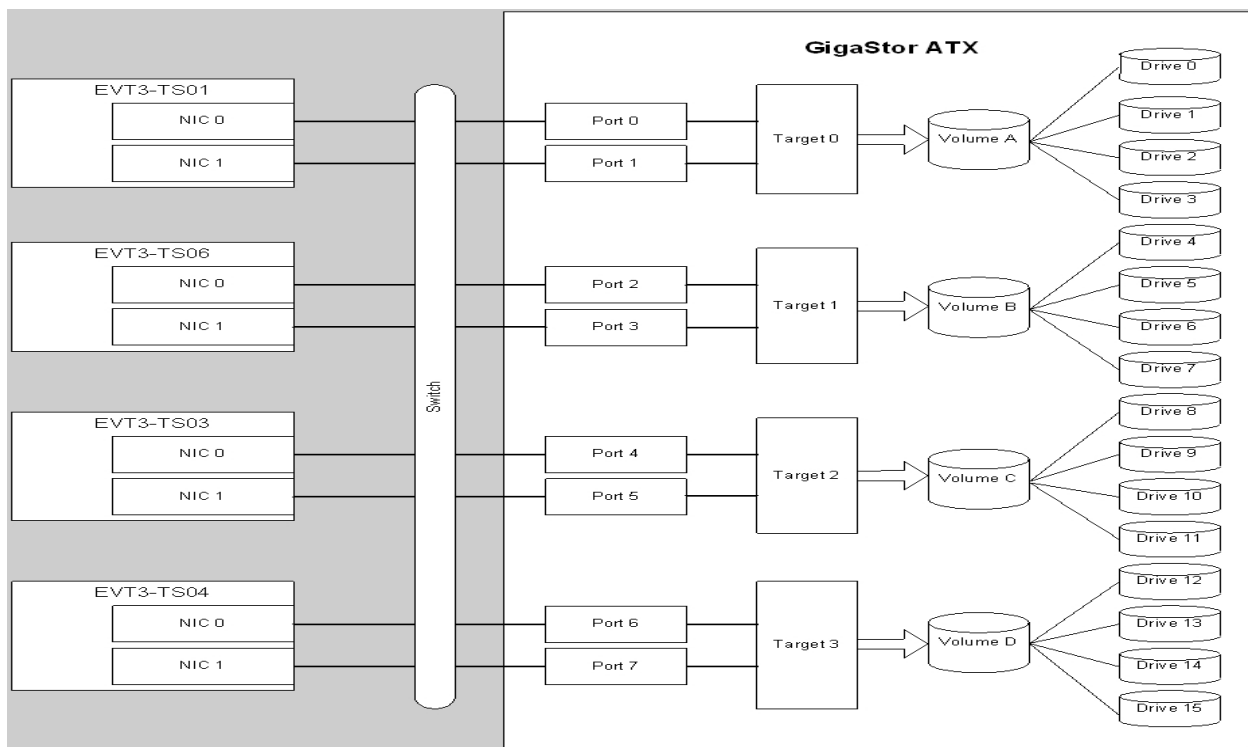 GigaStor ATX
EVT3-TS01
NIC 0
NIC 1
Port 0
Port 1
Target 0
Volume A
Drive 0
Drive 1
Drive 2
Drive 3
EVT3-TS06
NIC 0
NIC 1
Port 2
Port 3
Target 1
Volume B
Drive 4
Drive 5
Drive 6
Drive 7
Switch
EVT3-TS03
NIC 0
NIC 1
Port 4
Port 5
Target 2
Volume C
Drive 8
Drive 9
Drive 10
Drive 11
EVT3-TS04
NIC 0
NIC 1
Port 6
Port 7
Target 3
Volume D
Drive 12
Drive 13
Drive 14
Drive 15